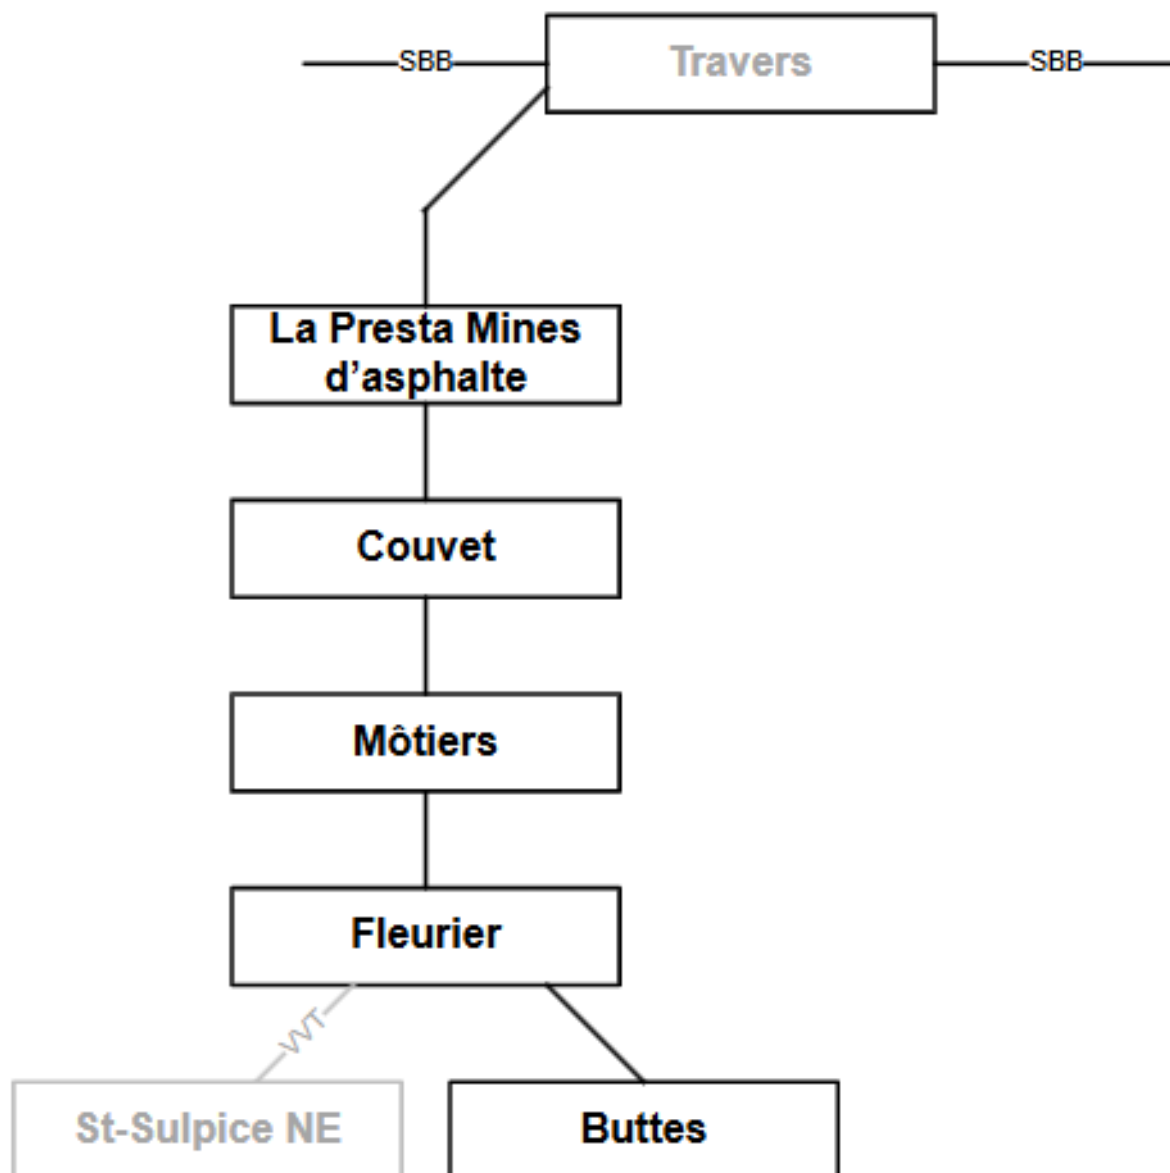 SBB
Travers
SBB
La Presta Mines
d’asphalte
Couvet
Môtiers
Fleurier
VVT
St-Sulpice NE
Buttes